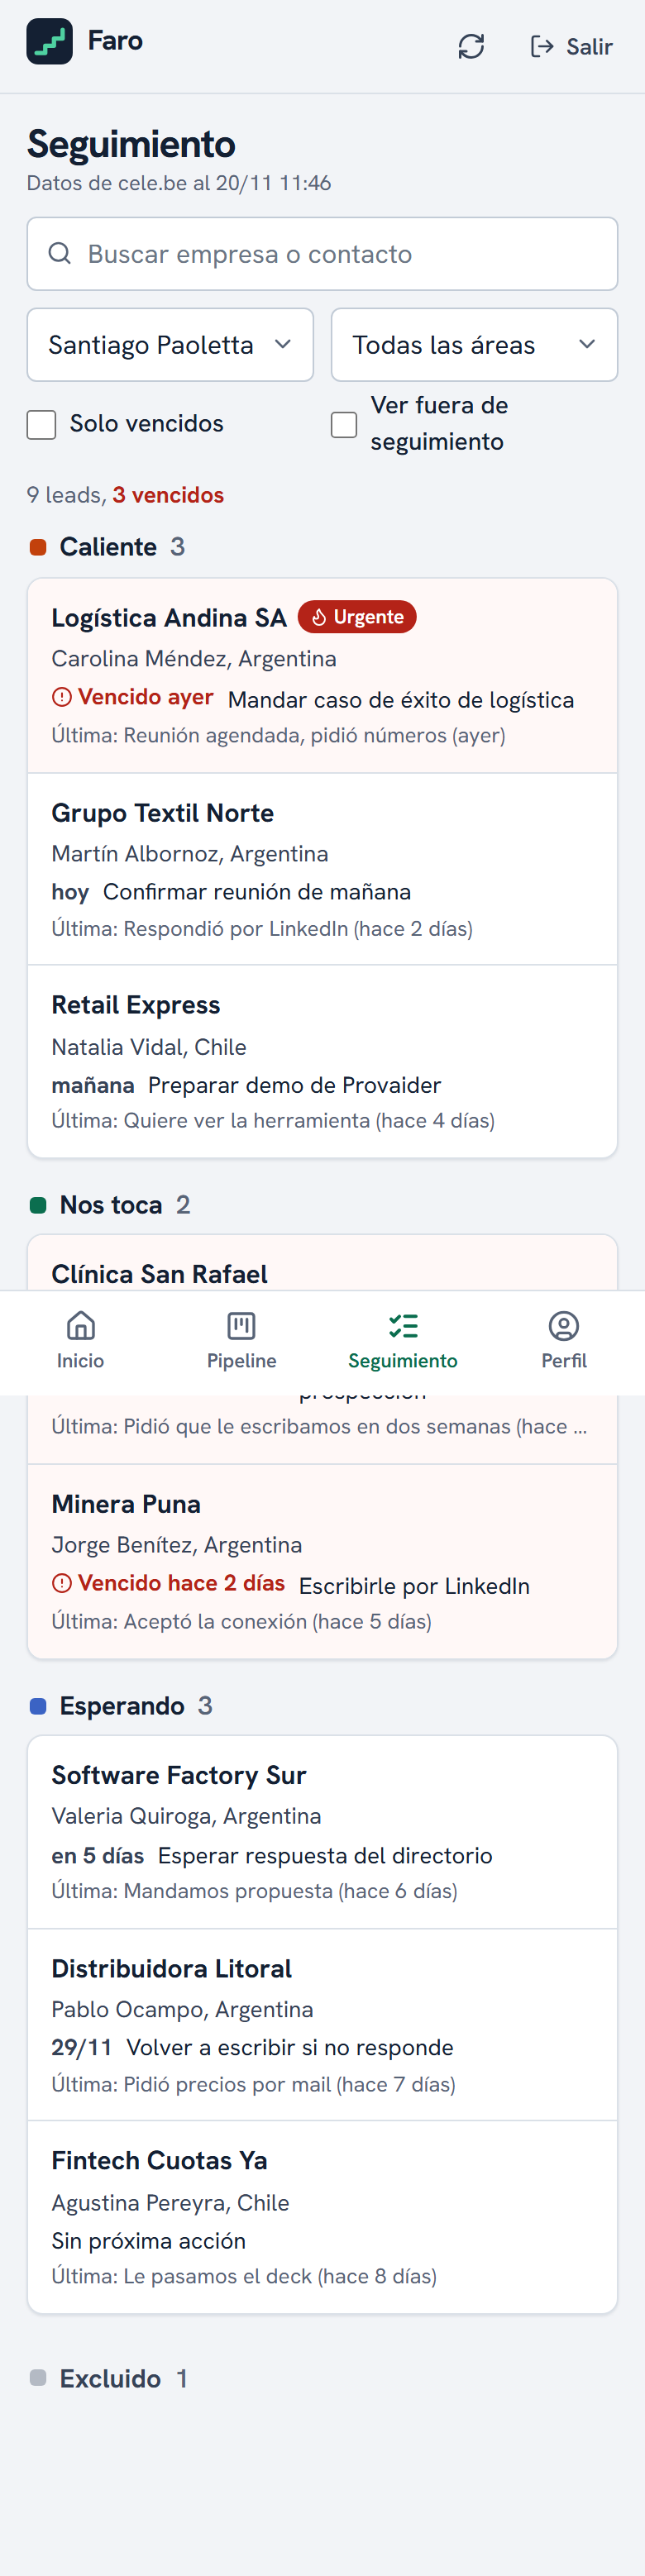 Faro
Salir
Seguimiento
Datos de cele.be al 20/11 11:46
Buscar empresa o contacto
Santiago Paoletta
Todas las áreas
Solo vencidos
Ver fuera de
seguimiento
9 leads, 3 vencidos
Caliente 3
Logística Andina SA Urgente
Carolina Méndez, Argentina
Vencido ayer Mandar caso de éxito de logística
Última: Reunión agendada, pidió números (ayer)
Grupo Textil Norte
Martín Albornoz, Argentina
hoy Confirmar reunión de mañana
Última: Respondió por LinkedIn (hace 2 días)
Retail Express
Natalia Vidal, Chile
mañana Preparar demo de Provaider
Última: Quiere ver la herramienta (hace 4 días)
Nos toca 2
Clínica San Rafael
Inicio
Pipeline
Seguimiento
Perfil
Última: Pidió que le escribamos en dos semanas (hace ...
Minera Puna
Jorge Benítez, Argentina
Vencido hace 2 días Escribirle por LinkedIn
Última: Aceptó la conexión (hace 5 días)
Esperando 3
Software Factory Sur
Valeria Quiroga, Argentina
en 5 días Esperar respuesta del directorio
Última: Mandamos propuesta (hace 6 días)
Distribuidora Litoral
Pablo Ocampo, Argentina
29/11 Volver a escribir si no responde
Última: Pidió precios por mail (hace 7 días)
Fintech Cuotas Ya
Agustina Pereyra, Chile
Sin próxima acción
Última: Le pasamos el deck (hace 8 días)
Excluido 1